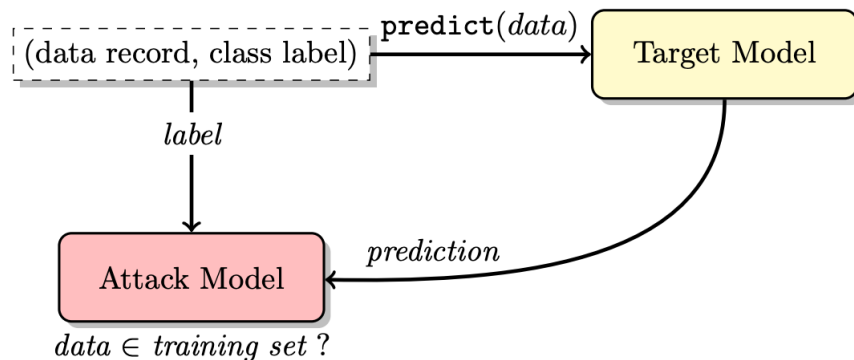 predict(data)
(data record, class label)
Target Model
label
prediction
Attack Model
data ∈ training set ?